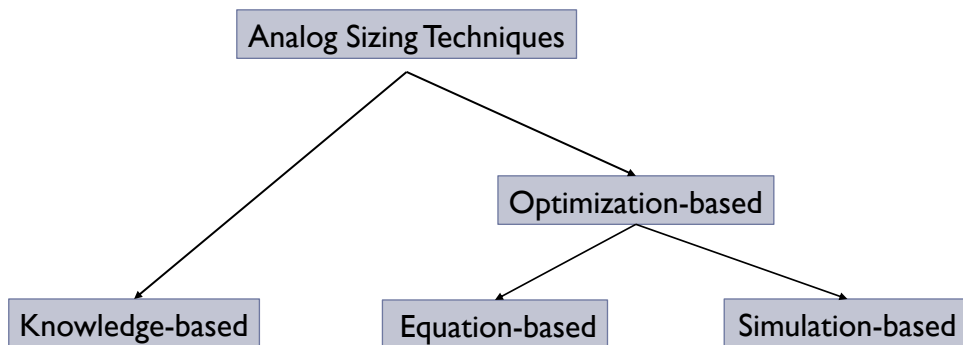 Analog Sizing Techniques
Optimization-based
Knowledge-based
Equation-based
Simulation-based